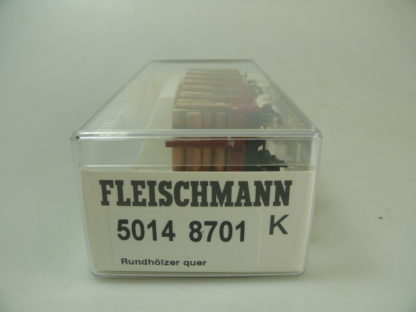 FLEISCHMANN
5014 8701 K
Rundhölzer quer